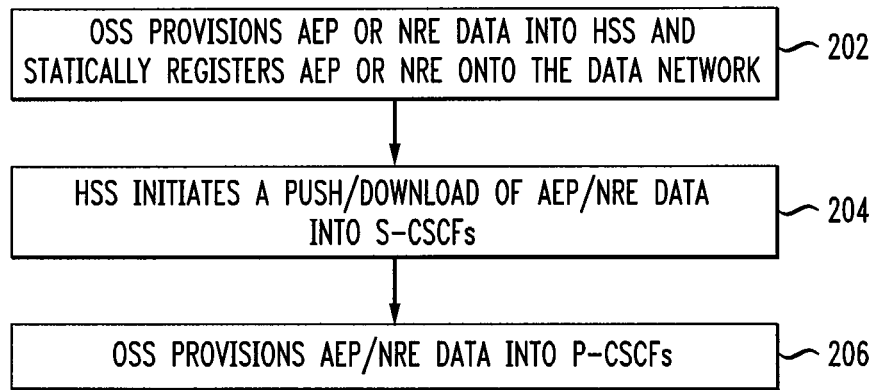 OSS PROVISIONS AEP OR NRE DATA INTO HSS AND
STATICALLY REGISTERS AEP OR NRE ONTO THE DATA NETWORK
202
HSS INITIATES A PUSH/DOWNLOAD OF AEP/NRE DATA
INTO S-CSCFs
204
OSS PROVISIONS AEP/NRE DATA INTO P-CSCFs
206